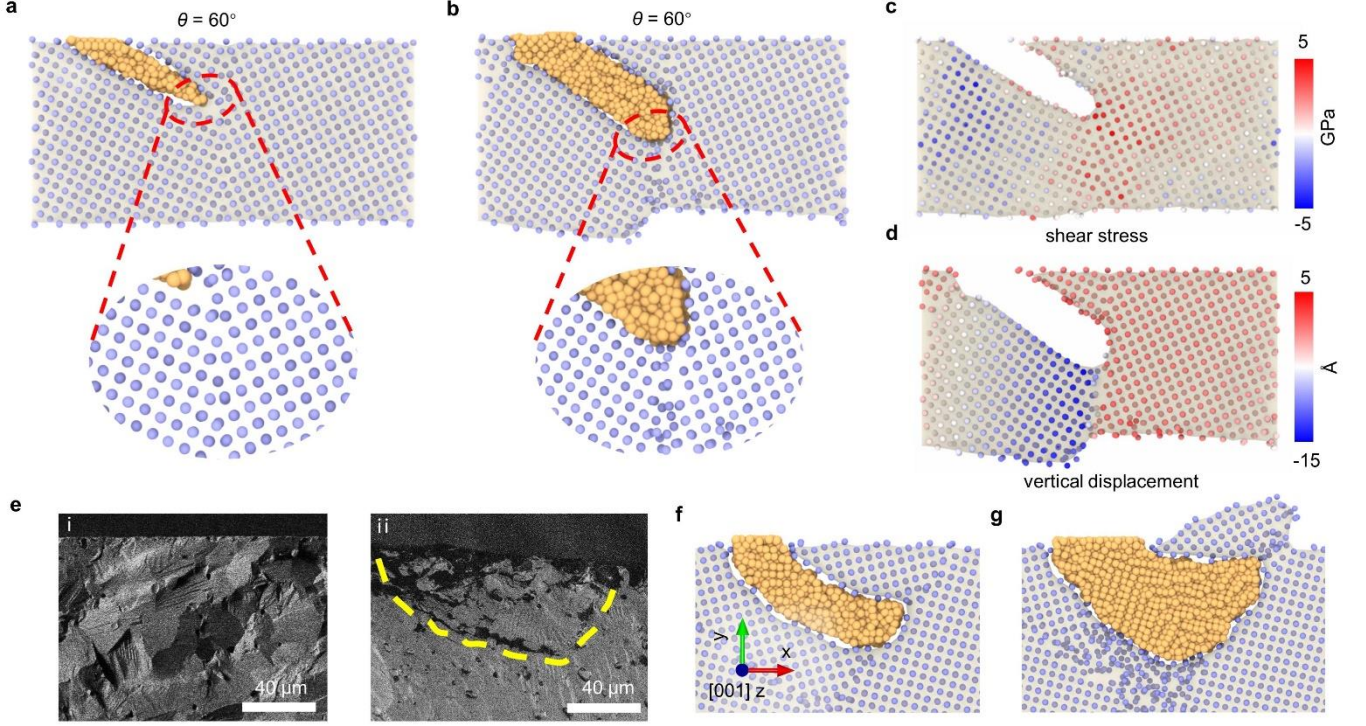 a
θ = 60°
b
θ = 60°
c
5
GPa
-5
shear stress
d
5
Å
-15
vertical displacement
e
i
40 µm
ii
40 µm
f
y
x
[001] z
g